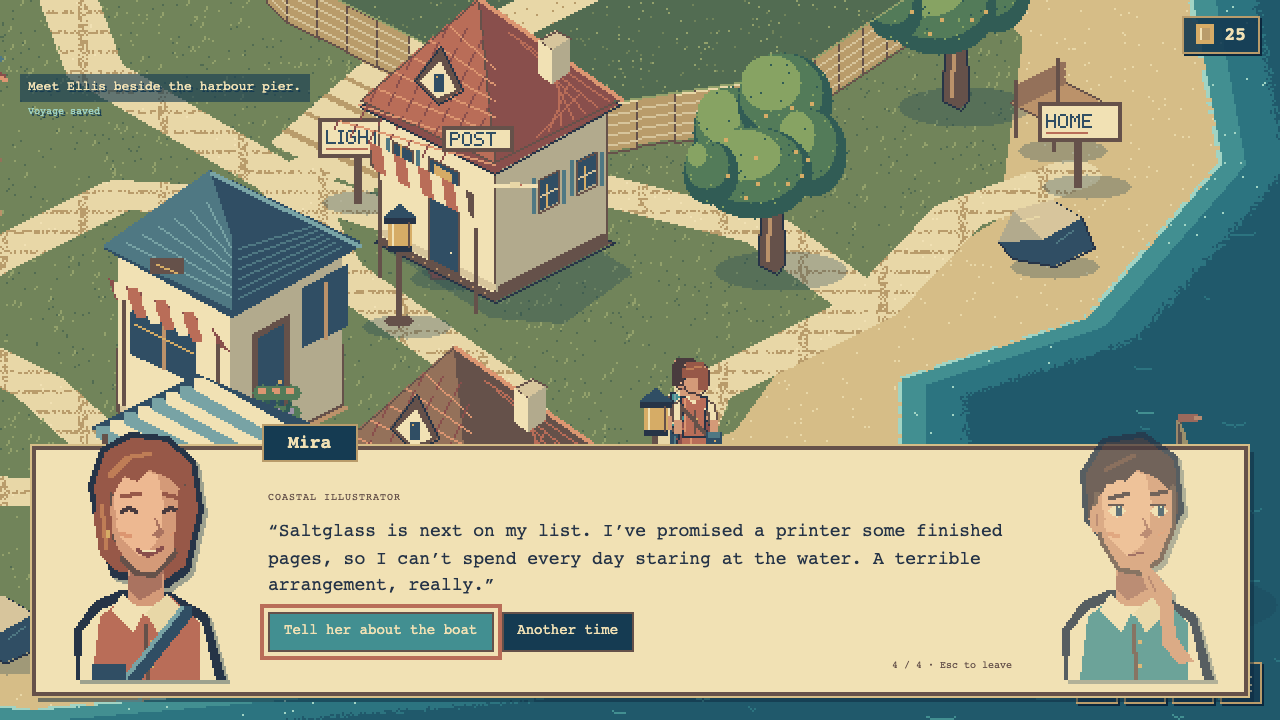 25
Meet Ellis beside the harbour pier.
Voyage saved
HOME
POST
Mira
COASTAL ILLUSTRATOR
“Saltglass is next on my list. I’ve promised a printer some finished
pages, so I can’t spend every day staring at the water. A terrible
arrangement, really.”
Tell her about the boat
Another time
4 / 4 · Esc to leave